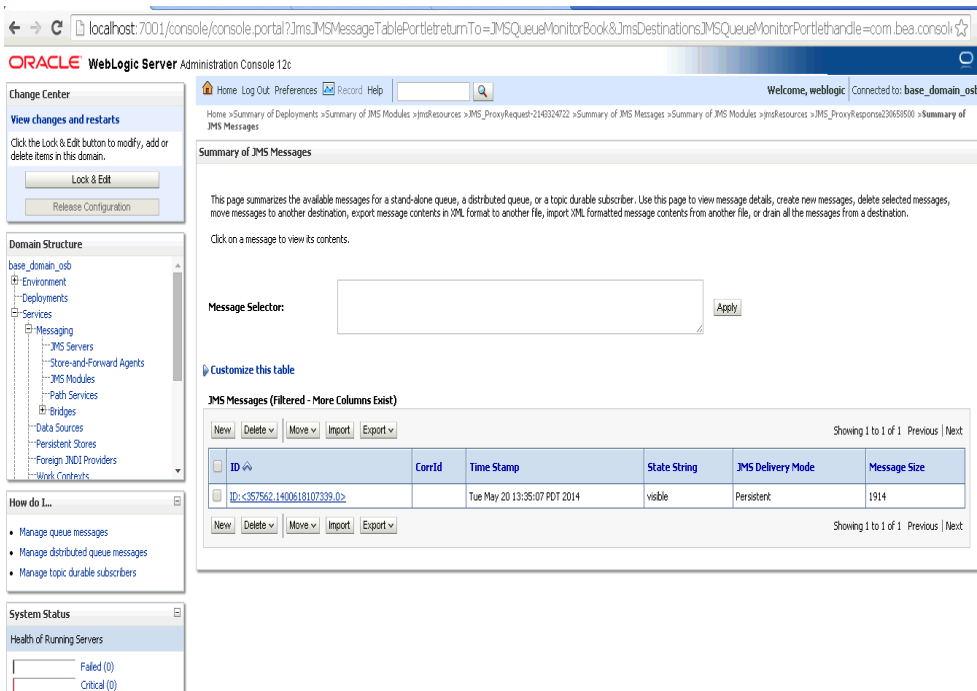 localhost:7001/console/console.portal?JmsJMSMessageTablePortletreturnTo=JMSQueueMonitorBook&JmsDestinationsJMSQueueMonitorPortlethandle=com.bea.consol
ORACLE WebLogic Server Administration Console 12c
Change Center
View changes and restarts
Click the Lock & Edit button to modify, add or
delete items in this domain.
Lock & Edit
Release Configuration
Domain Structure
base_domain_osb
Environment
Deployments
Services
Messaging
JMS Servers
Store-and-Forward Agents
JMS Modules
Path Services
Bridges
Data Sources
Persistent Stores
Foreign JNDI Providers
Work Contexts
How do I...
Manage queue messages
Manage distributed queue messages
Manage topic durable subscribers
System Status
Health of Running Servers
Failed (0)
Critical (0)
Home Log Out Preferences Record Help
Welcome, weblogic Connected to: base_domain_osb
Home >Summary of Deployments >Summary of JMS Modules >jmsResources >JMS_ProxyRequest-2143324722 >Summary of JMS Messages >Summary of JMS Modules >jmsResources >JMS_ProxyResponse230658500 >Summary of
JMS Messages
Summary of JMS Messages
This page summarizes the available messages for a stand-alone queue, a distributed queue, or a topic durable subscriber. Use this page to view message details, create new messages, delete selected messages,
move messages to another destination, export message contents in XML format to another file, import XML formatted message contents from another file, or drain all the messages from a destination.
Click on a message to view its contents.
Message Selector:
Apply
Customize this table
JMS Messages (Filtered - More Columns Exist)
New Delete Move Import Export Showing 1 to 1 of 1 Previous | Next
ID CorrId Time Stamp State String JMS Delivery Mode Message Size
ID:<357562.1400618107339.0> Tue May 20 13:35:07 PDT 2014 visible Persistent 1914
New Delete Move Import Export Showing 1 to 1 of 1 Previous | Next